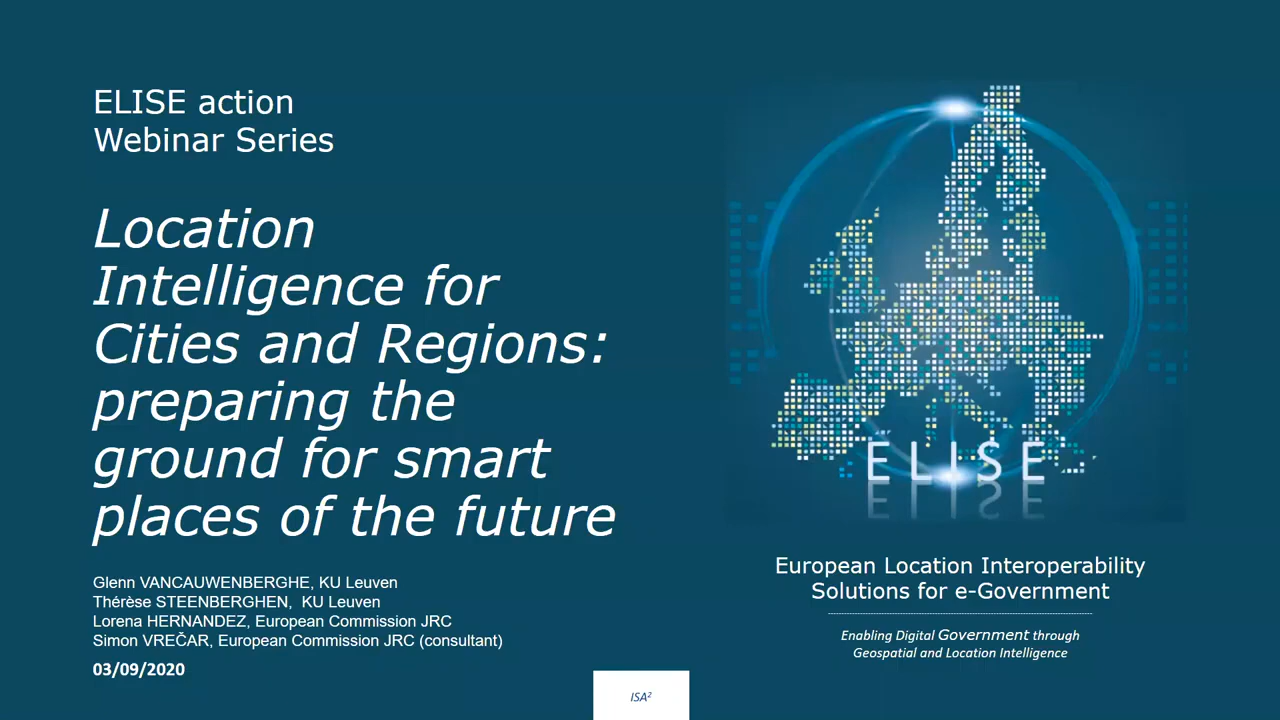 ELISE action
Webinar Series
Location
Intelligence for
Cities and Regions:
preparing the
ground for smart
places of the future
Glenn VANCAUWENBERGHE, KU Leuven
Thérèse STEENBERGHEN, KU Leuven
Lorena HERNANDEZ, European Commission JRC
Simon VREČAR, European Commission JRC (consultant)
03/09/2020
ELISE
European Location Interoperability
Solutions for e-Government
Enabling Digital Government through
Geospatial and Location Intelligence
ISA²